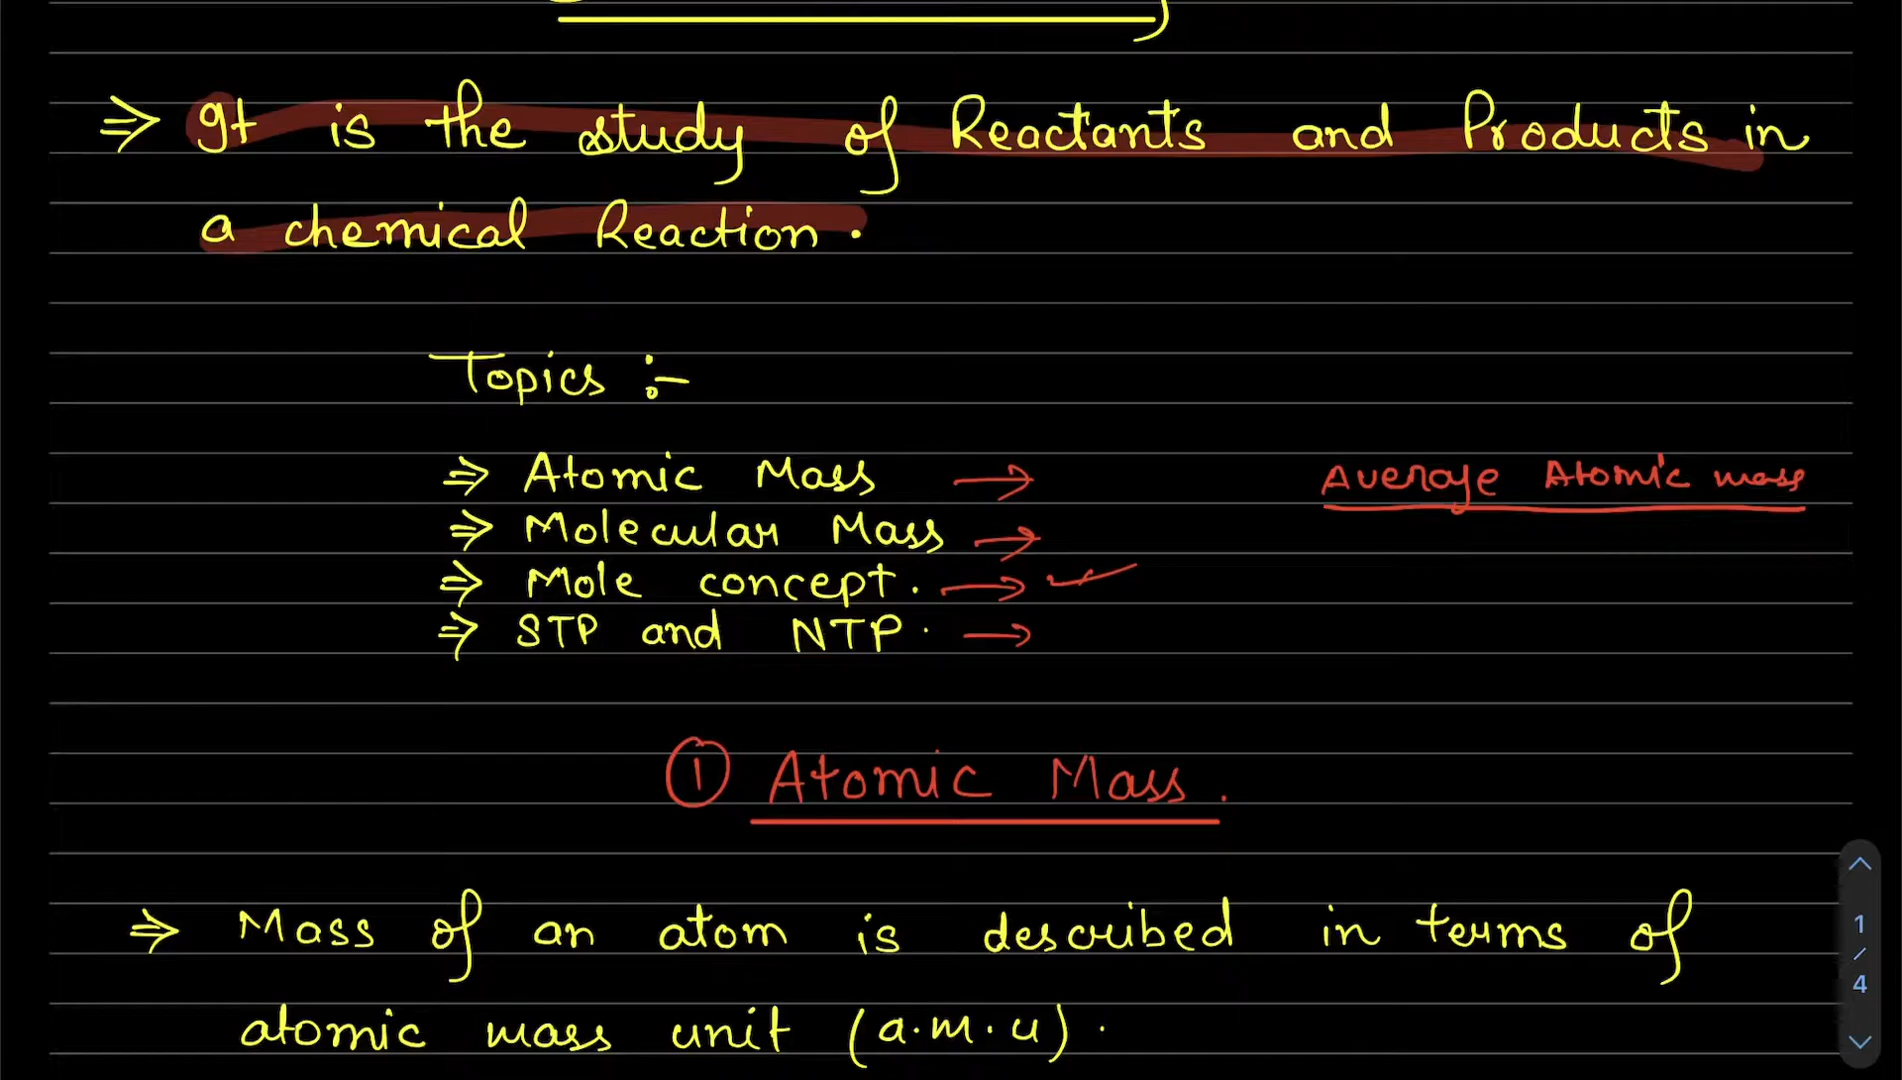 ⇒ It is the study of Reactants and Products in
a chemical Reaction.
Topics :-
⇒ Atomic Mass → Average Atomic mass
⇒ Molecular Mass →
⇒ Mole concept. → ✓
⇒ STP and NTP. →
① Atomic Mass.
⇒ Mass of an atom is described in terms of
atomic mass unit (a.m.u).
1
/
4